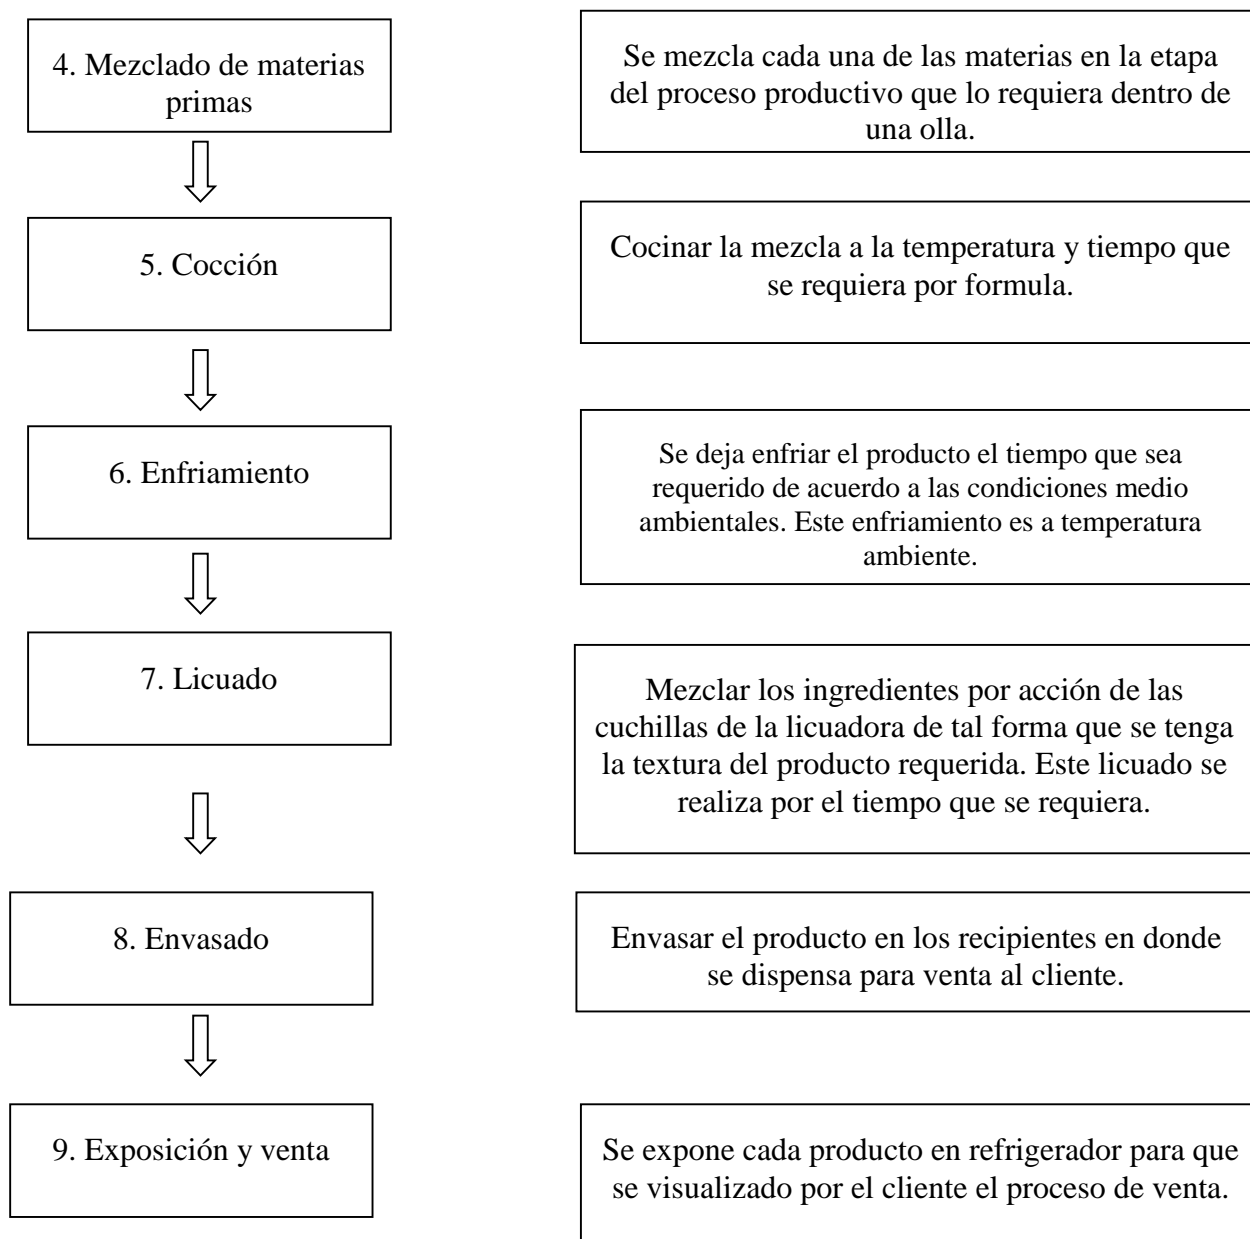 4. Mezclado de materias
primas
Se mezcla cada una de las materias en la etapa
del proceso productivo que lo requiera dentro de
una olla.
5. Cocción
Cocinar la mezcla a la temperatura y tiempo que
se requiera por formula.
6. Enfriamiento
Se deja enfriar el producto el tiempo que sea
requerido de acuerdo a las condiciones medio
ambientales. Este enfriamiento es a temperatura
ambiente.
7. Licuado
Mezclar los ingredientes por acción de las
cuchillas de la licuadora de tal forma que se tenga
la textura del producto requerida. Este licuado se
realiza por el tiempo que se requiera.
8. Envasado
Envasar el producto en los recipientes en donde
se dispensa para venta al cliente.
9. Exposición y venta
Se expone cada producto en refrigerador para que
se visualizado por el cliente el proceso de venta.